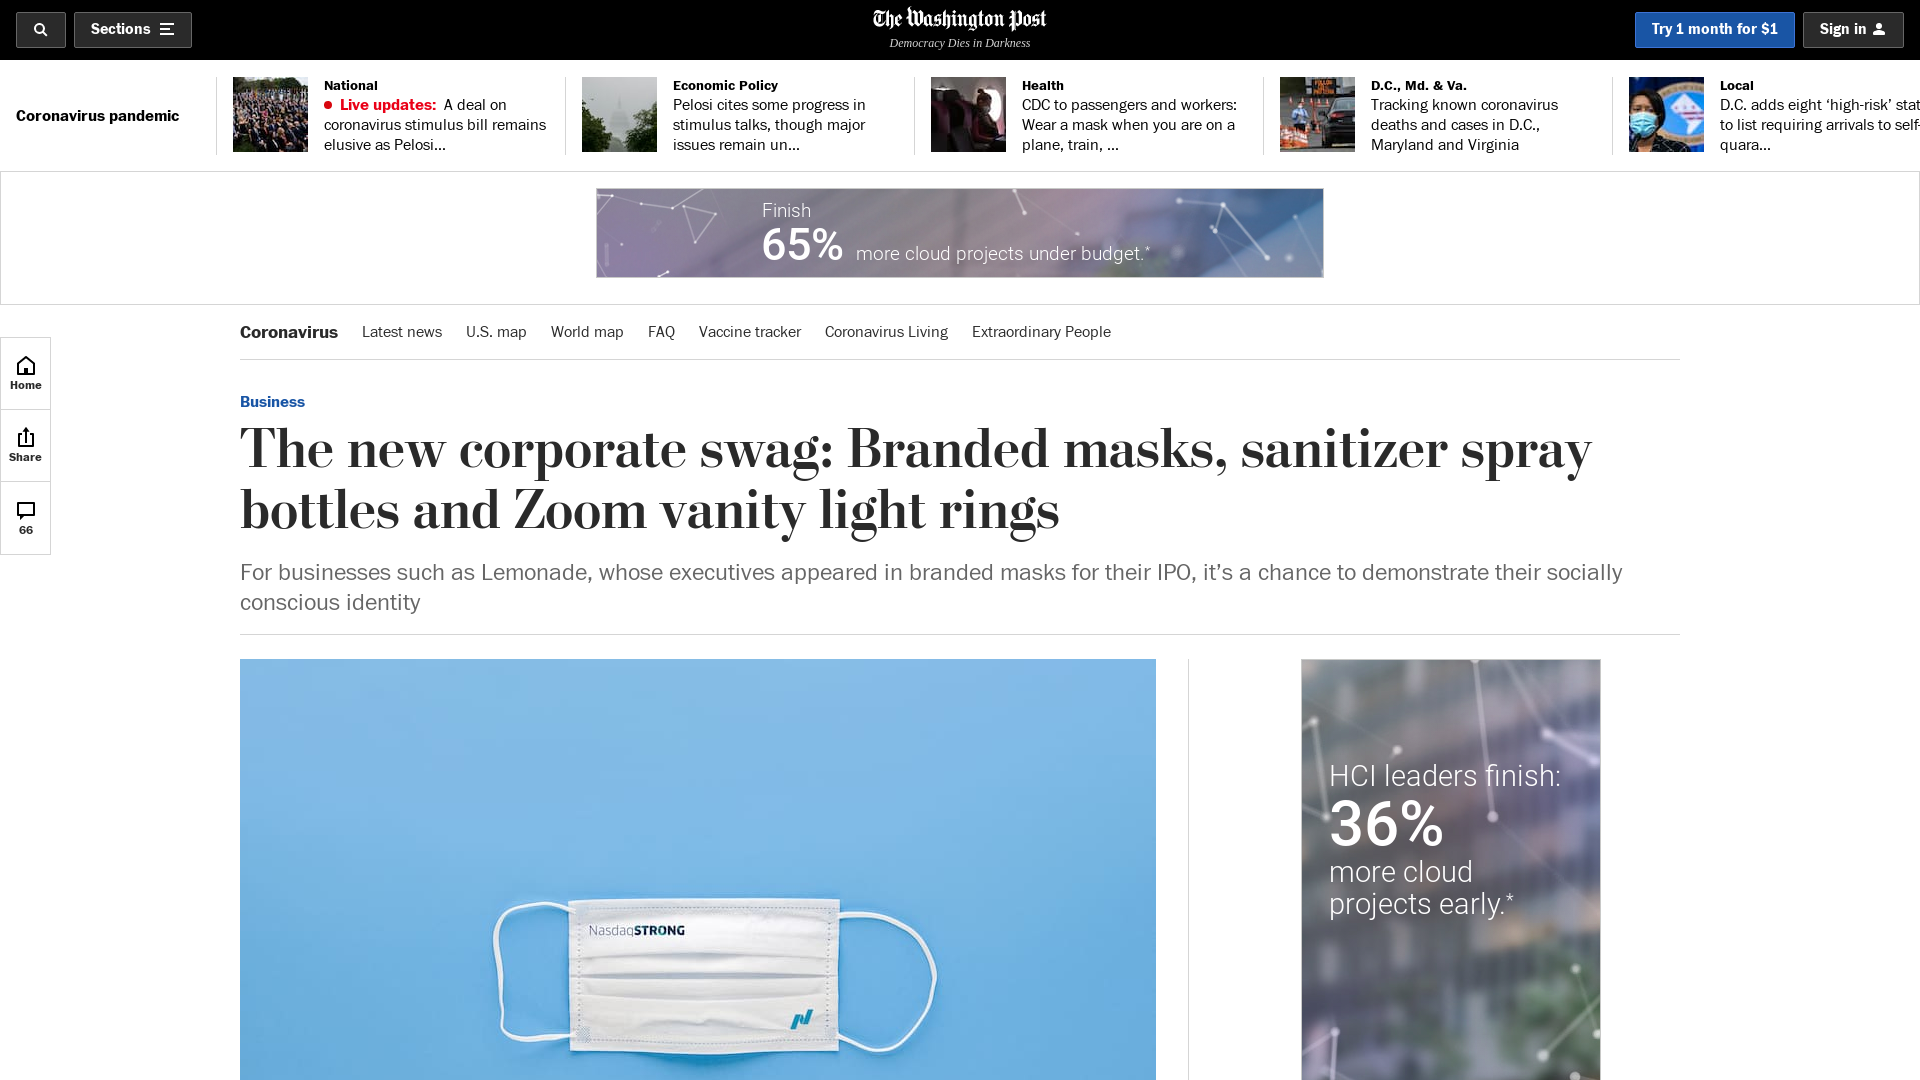 Sections
The Washington Post
Democracy Dies in Darkness
Try 1 month for $1
Sign in
Coronavirus pandemic
National
Live updates: A deal on
coronavirus stimulus bill remains
elusive as Pelosi...
Economic Policy
Pelosi cites some progress in
stimulus talks, though major
issues remain un...
Health
CDC to passengers and workers:
Wear a mask when you are on a
plane, train, ...
D.C., Md. & Va.
Tracking known coronavirus
deaths and cases in D.C.,
Maryland and Virginia
Local
D.C. adds eight ‘high-risk’ stat
to list requiring arrivals to self-
quara...
Finish
65% more cloud projects under budget.*
Coronavirus
Latest news
U.S. map
World map
FAQ
Vaccine tracker
Coronavirus Living
Extraordinary People
Home
Share
66
Business
The new corporate swag: Branded masks, sanitizer spray
bottles and Zoom vanity light rings
For businesses such as Lemonade, whose executives appeared in branded masks for their IPO, it’s a chance to demonstrate their socially
conscious identity
NasdaqSTRONG
HCI leaders finish:
36%
more cloud
projects early.*